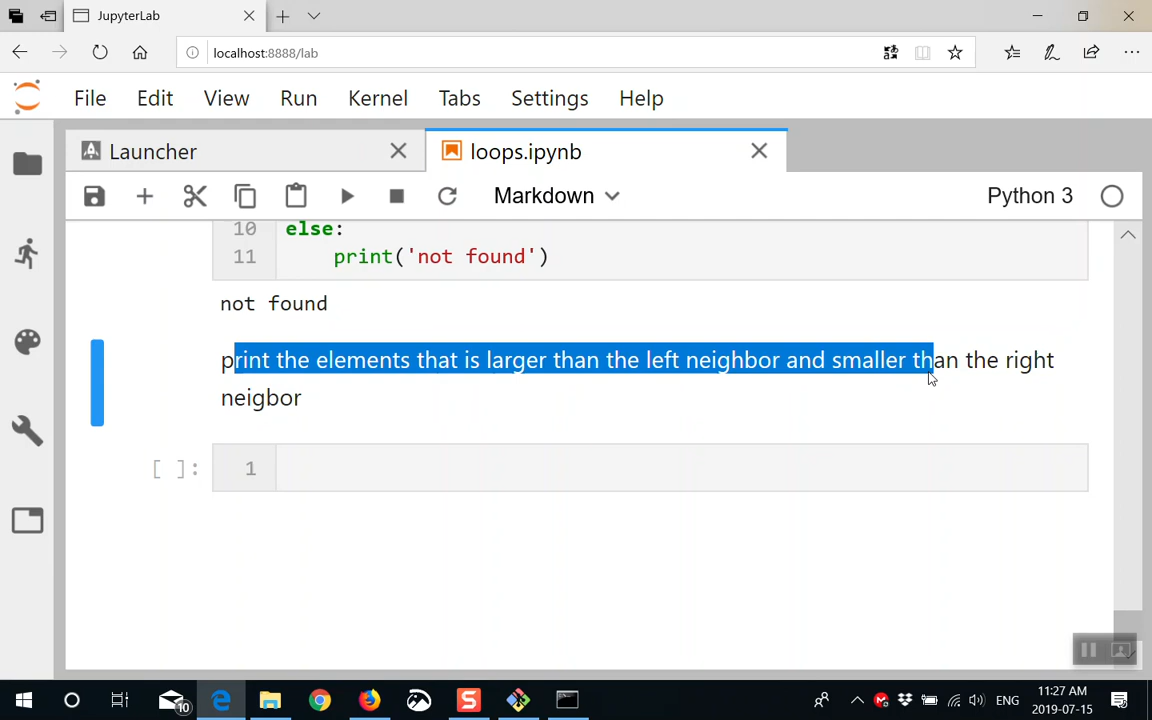 JupyterLab
localhost:8888/lab
File Edit View Run Kernel Tabs Settings Help
Launcher loops.ipynb
Markdown Python 3
10 else:
11 print('not found')
not found
print the elements that is larger than the left neighbor and smaller than the right
neigbor
[ ]: 1
10 ENG 11:27 AM
2019-07-15